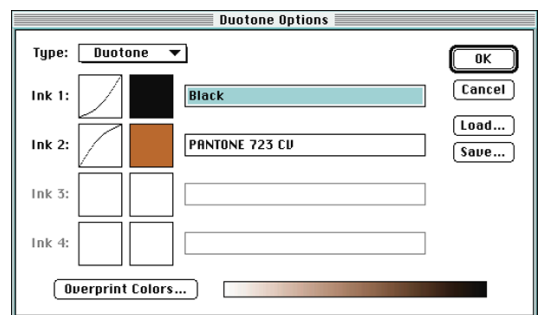 Duotone Options
Type: Duotone
OK
Ink 1: Black
Cancel
Load...
Ink 2: PANTONE 723 CV
Save...
Ink 3:
Ink 4:
Overprint Colors...